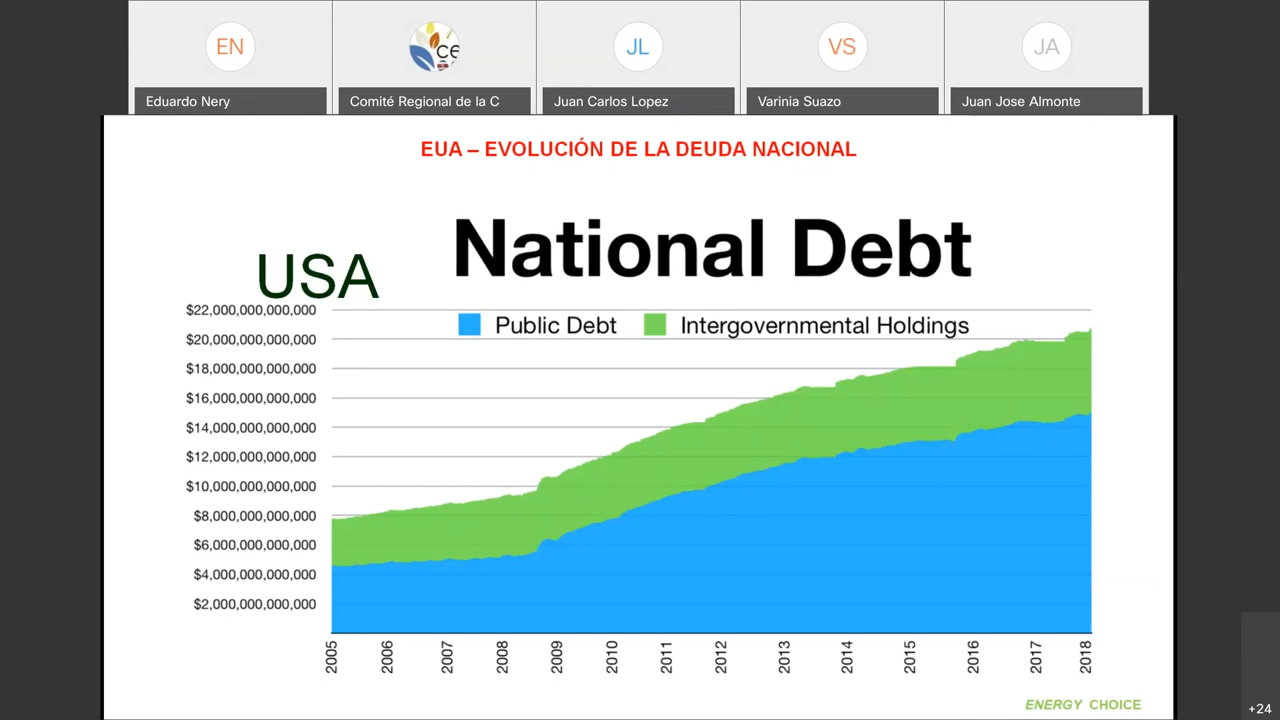 EN
CE
JL
VS
JA
Eduardo Nery
Comité Regional de la C
Juan Carlos Lopez
Varinia Suazo
Juan Jose Almonte
EUA – EVOLUCIÓN DE LA DEUDA NACIONAL
National Debt
USA
Public Debt
Intergovernmental Holdings
$22,000,000,000,000
$20,000,000,000,000
$18,000,000,000,000
$16,000,000,000,000
$14,000,000,000,000
$12,000,000,000,000
$10,000,000,000,000
$8,000,000,000,000
$6,000,000,000,000
$4,000,000,000,000
$2,000,000,000,000
2005
2006
2007
2008
2009
2010
2011
2012
2013
2014
2015
2016
2017
2018
ENERGY CHOICE
+24